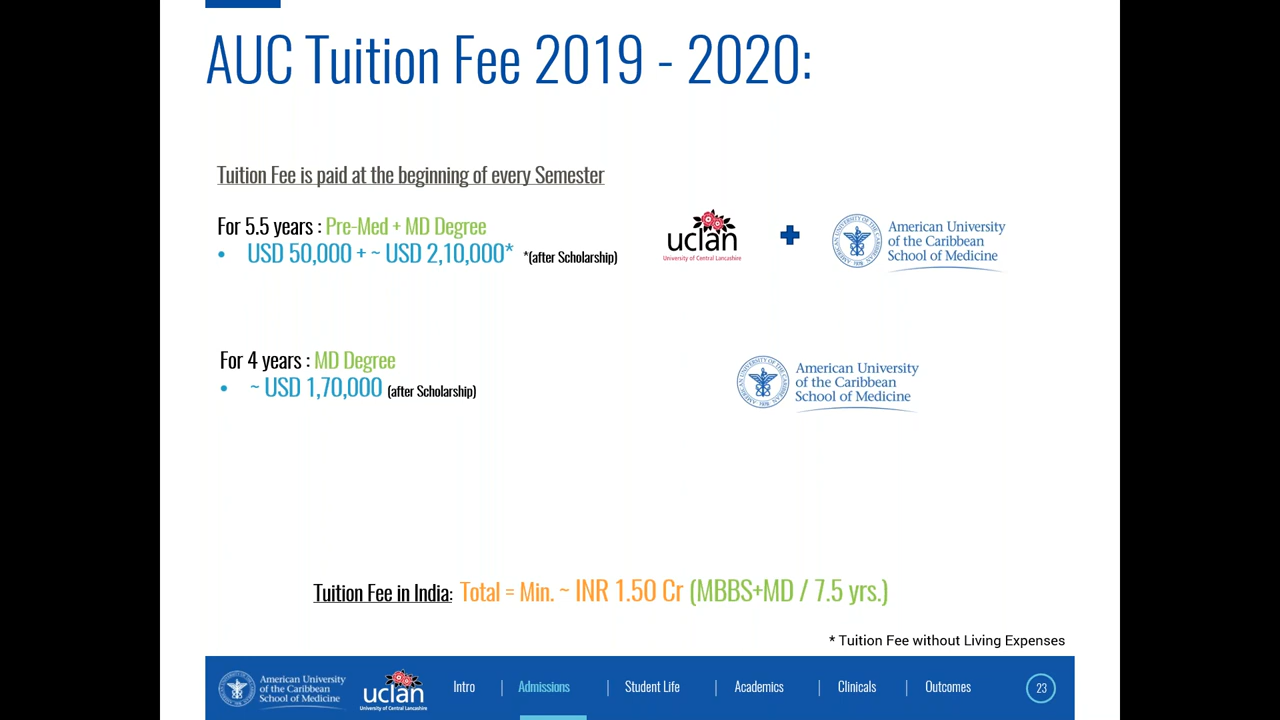 AUC Tuition Fee 2019 - 2020:
Tuition Fee is paid at the beginning of every Semester
For 5.5 years : Pre-Med + MD Degree
• USD 50,000 + ~ USD 2,10,000* *(after Scholarship)
uclan
University of Central Lancashire
American University
of the Caribbean
School of Medicine
For 4 years : MD Degree
• ~ USD 1,70,000 (after Scholarship)
American University
of the Caribbean
School of Medicine
Tuition Fee in India: Total = Min. ~ INR 1.50 Cr (MBBS+MD / 7.5 yrs.)
* Tuition Fee without Living Expenses
American University
of the Caribbean
School of Medicine
uclan
University of Central Lancashire
Intro | Admissions | Student Life | Academics | Clinicals | Outcomes 23